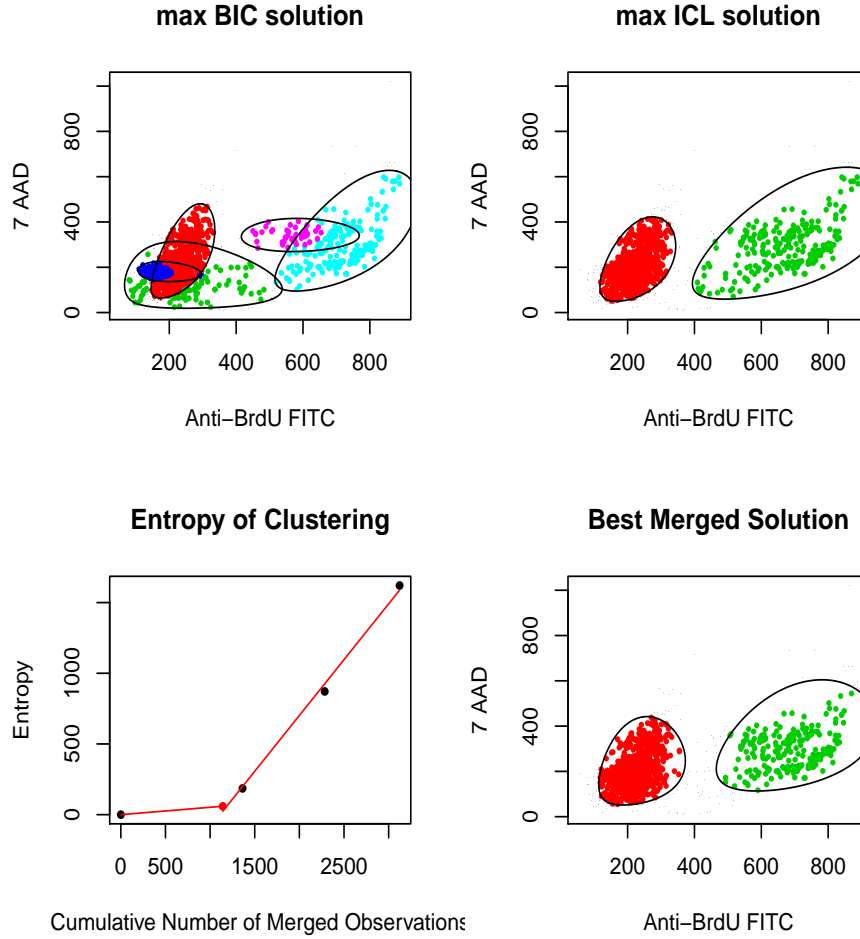 max BIC solution
7 AAD
0
400
800
200
400
600
800
Anti−BrdU FITC
max ICL solution
7 AAD
0
400
800
200
400
600
800
Anti−BrdU FITC
Entropy of Clustering
Entropy
0
500
1000
0
500
1500
2500
Cumulative Number of Merged Observations
Best Merged Solution
7 AAD
0
400
800
200
400
600
800
Anti−BrdU FITC